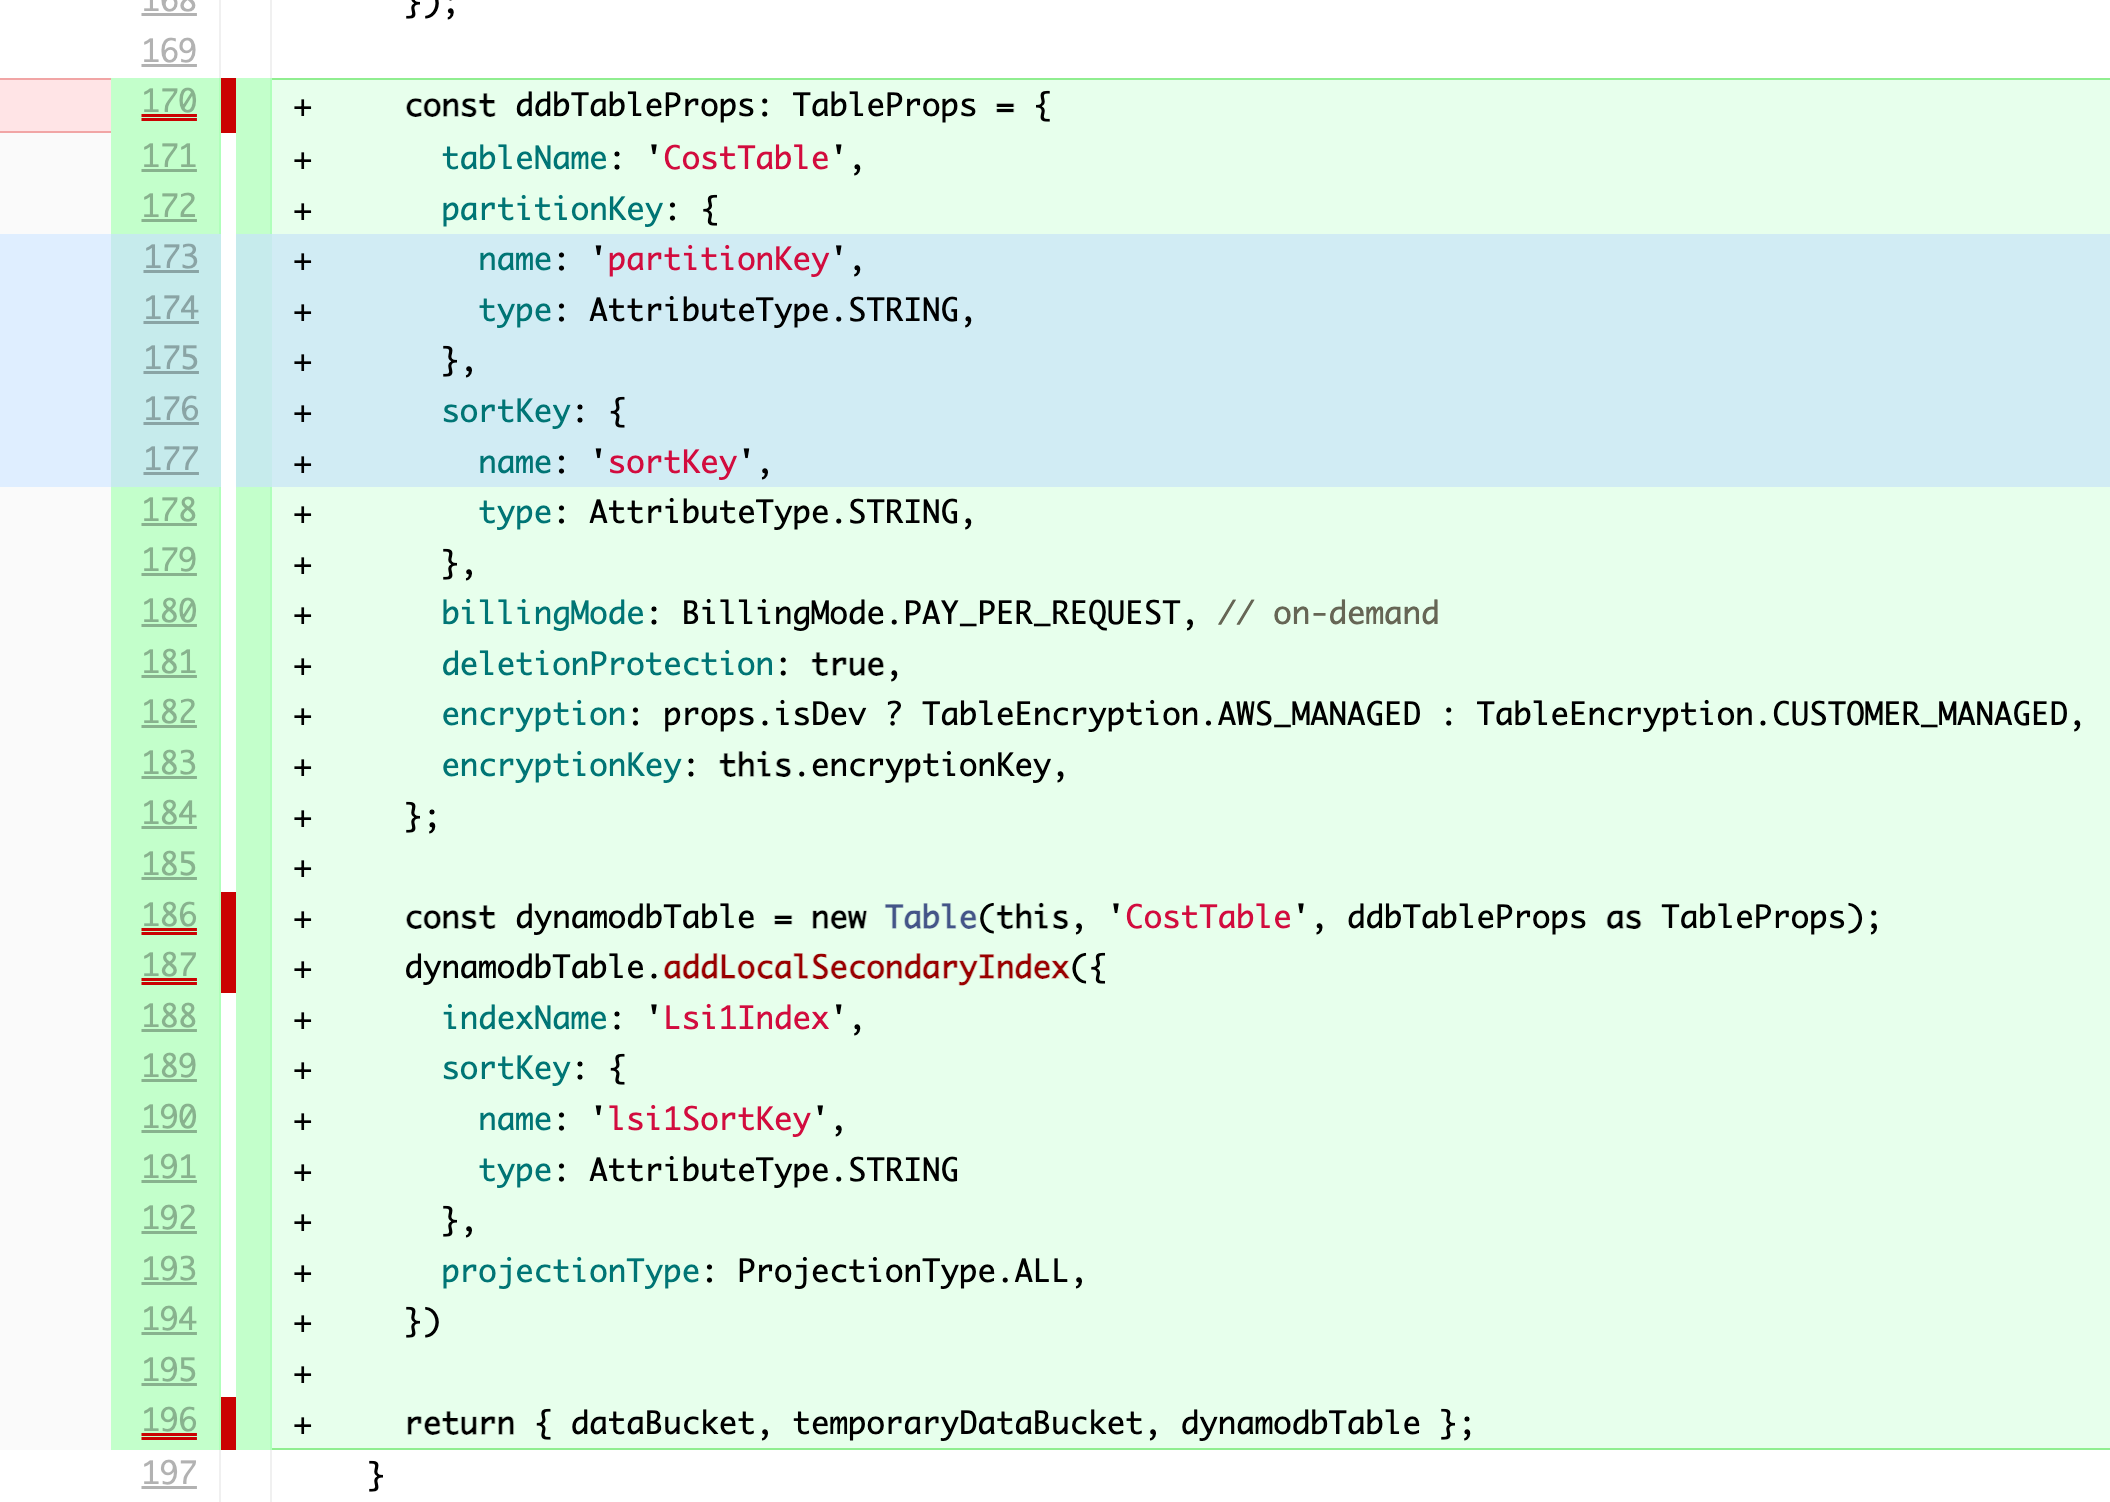 168 });
169
170 + const ddbTableProps: TableProps = {
171 + tableName: 'CostTable',
172 + partitionKey: {
173 + name: 'partitionKey',
174 + type: AttributeType.STRING,
175 + },
176 + sortKey: {
177 + name: 'sortKey',
178 + type: AttributeType.STRING,
179 + },
180 + billingMode: BillingMode.PAY_PER_REQUEST, // on-demand
181 + deletionProtection: true,
182 + encryption: props.isDev ? TableEncryption.AWS_MANAGED : TableEncryption.CUSTOMER_MANAGED,
183 + encryptionKey: this.encryptionKey,
184 + };
185 +
186 + const dynamodbTable = new Table(this, 'CostTable', ddbTableProps as TableProps);
187 + dynamodbTable.addLocalSecondaryIndex({
188 + indexName: 'Lsi1Index',
189 + sortKey: {
190 + name: 'lsi1SortKey',
191 + type: AttributeType.STRING
192 + },
193 + projectionType: ProjectionType.ALL,
194 + })
195 +
196 + return { dataBucket, temporaryDataBucket, dynamodbTable };
197 }